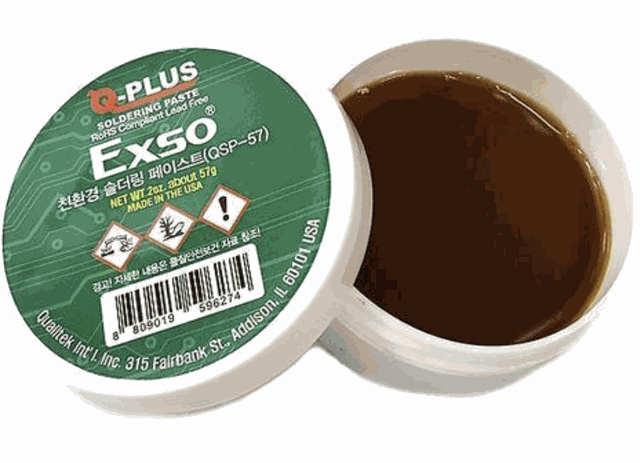 Q-PLUS
SOLDERING PASTE
RoHS Compliant Lead Free
EXSO®
친환경 솔더링 페이스트(QSP-57)
NET WT. 2oz. about 57g
MADE IN THE USA
경고! 자세한 내용은 물질안전보건 자료 참조!
8 809019 596274
Qualitek Int'l. Inc. 315 Fairbank St., Addison, IL 60101 USA